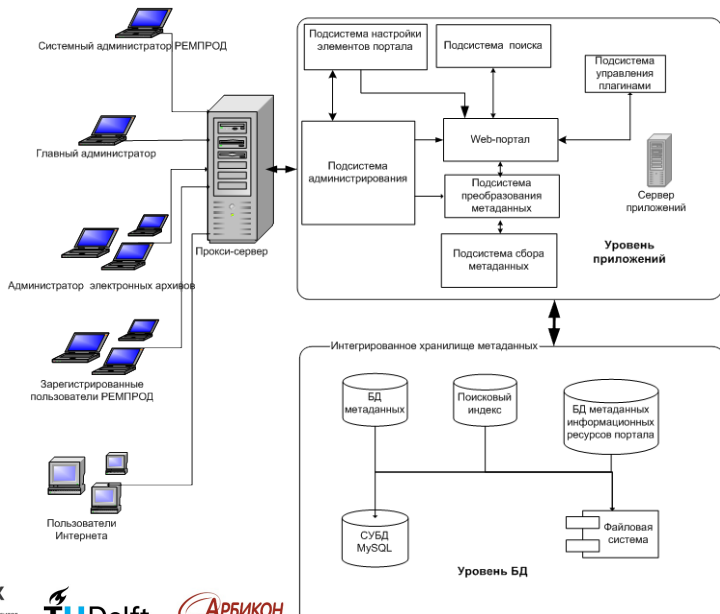 Системный администратор РЕМПРОД
Главный администратор
Администратор электронных архивов
Зарегистрированные
пользователи РЕМПРОД
Пользователи
Интернета
Прокси-сервер
Подсистема настройки
элементов портала
Подсистема поиска
Подсистема
управления
плагинами
Подсистема
администрирования
Web-портал
Подсистема
преобразования
метаданных
Подсистема сбора
метаданных
Сервер
приложений
Уровень
приложений
Интегрированное хранилище метаданных
БД
метаданных
Поисковый
индекс
БД метаданных
информационных
ресурсов портала
СУБД
MySQL
Файловая
система
Уровень БД
TUDelft
АРБИКОН